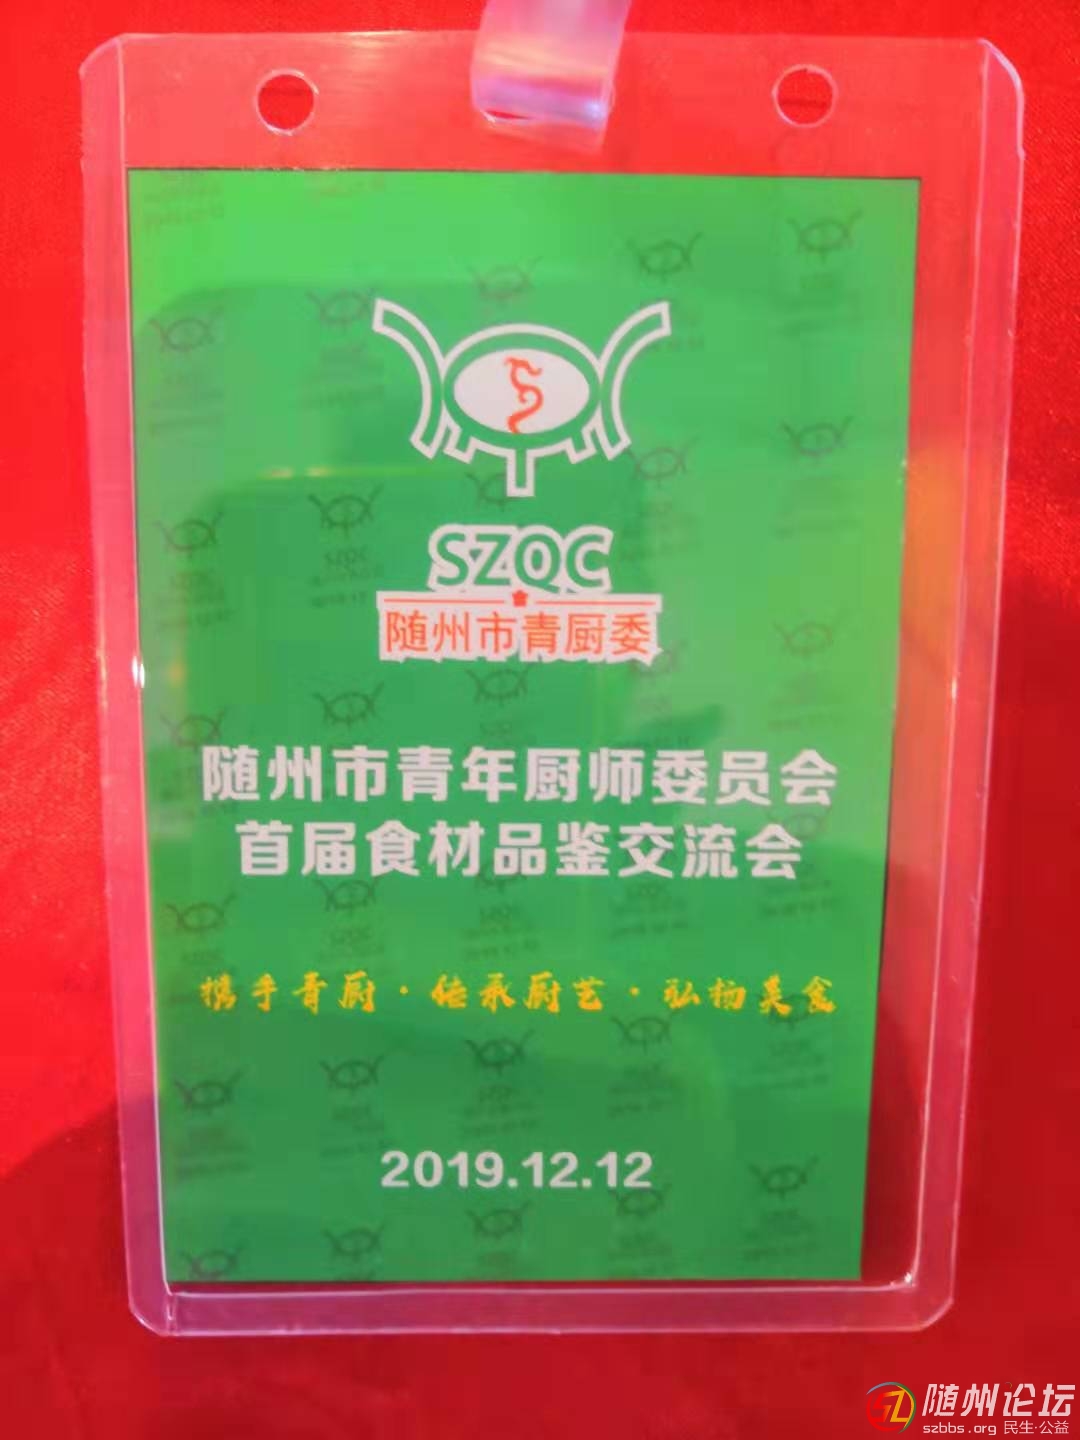 SZQC
随州市青厨委
随州市青年厨师委员会
首届食材品鉴交流会
携手青厨·传承厨艺·弘扬美食
2019.12.12
随州论坛
szbbs.org 民生·公益